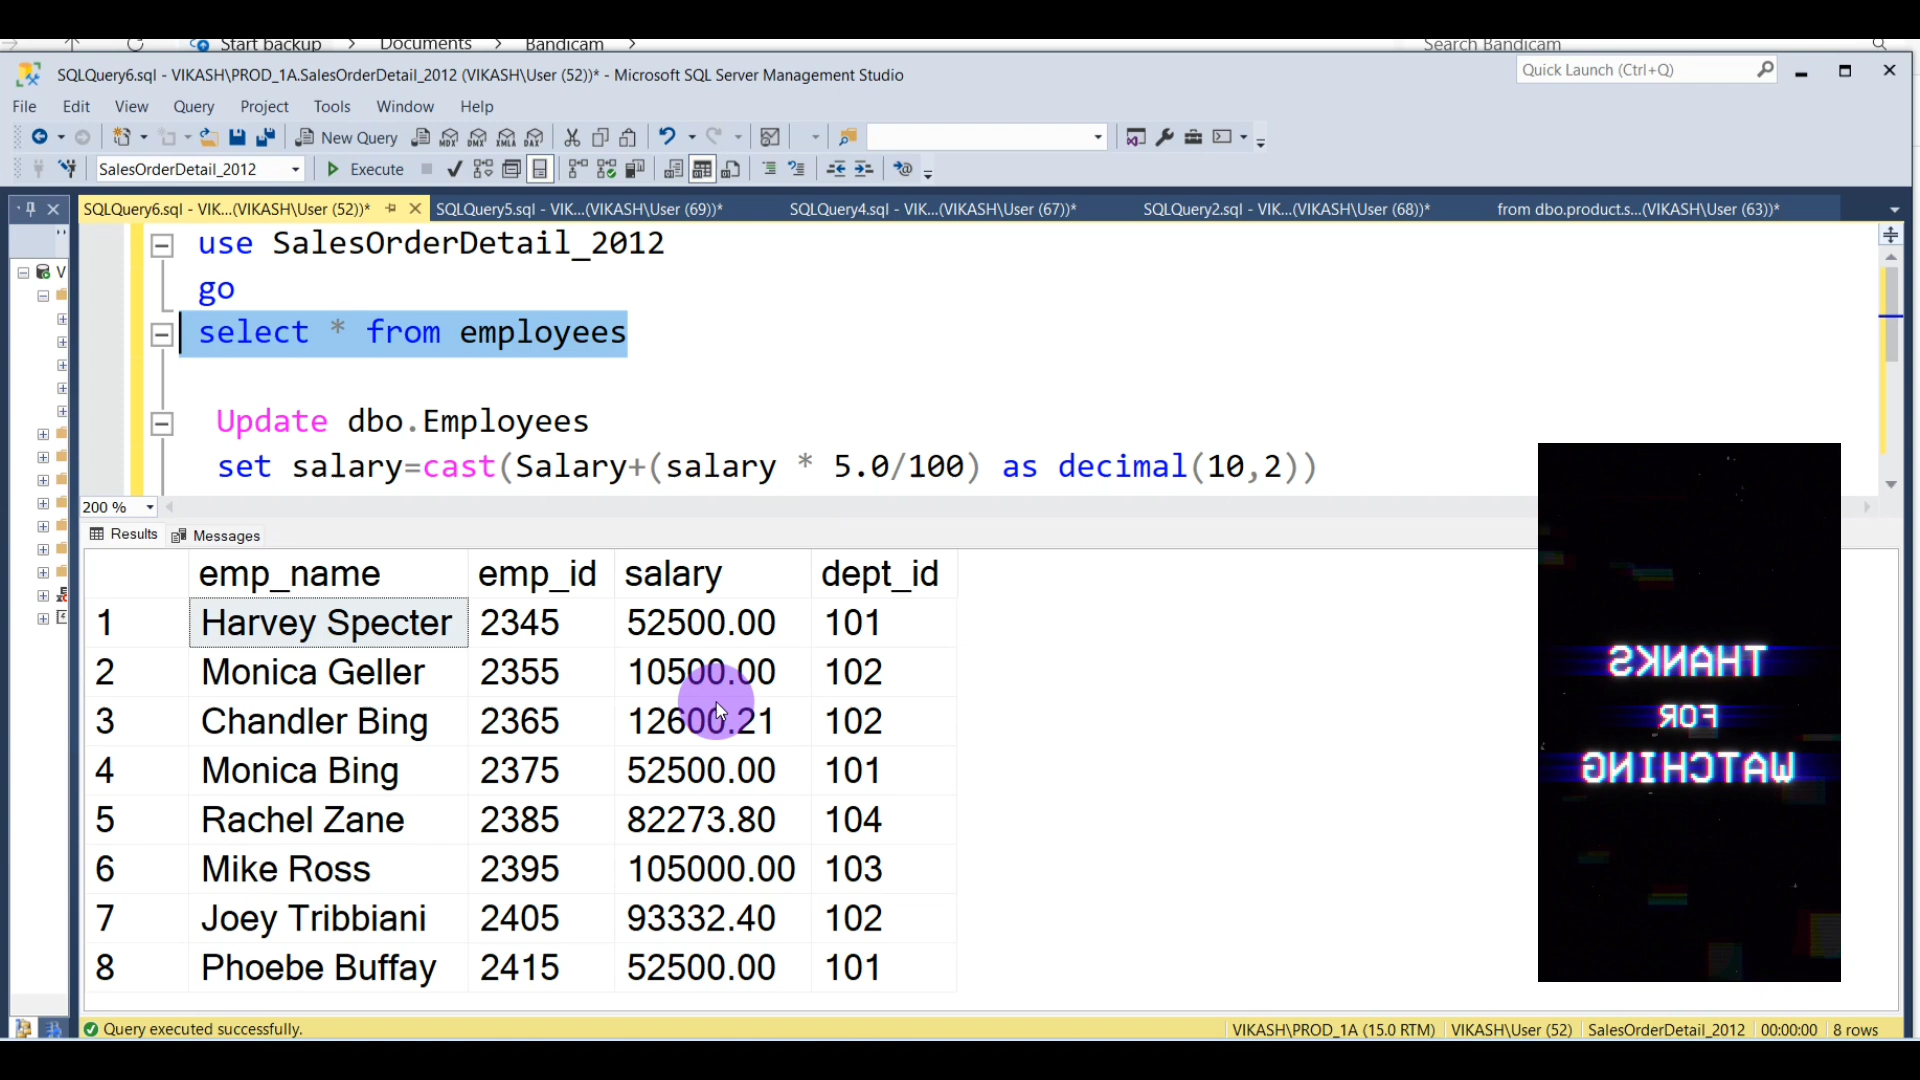 Start backup > Documents > Bandicam >
Search Bandicam
SQLQuery6.sql - VIKASH\PROD_1A.SalesOrderDetail_2012 (VIKASH\User (52))* - Microsoft SQL Server Management Studio
Quick Launch (Ctrl+Q)
File Edit View Query Project Tools Window Help
New Query MDX DMX XMLA DAX
SalesOrderDetail_2012 Execute
SQLQuery6.sql - VIK...(VIKASH\User (52))* SQLQuery5.sql - VIK...(VIKASH\User (69))* SQLQuery4.sql - VIK...(VIKASH\User (67))* SQLQuery2.sql - VIK...(VIKASH\User (68))* from dbo.product.s...(VIKASH\User (63))*
V
use SalesOrderDetail_2012
go
select * from employees
Update dbo.Employees
set salary=cast(Salary+(salary * 5.0/100) as decimal(10,2))
200 %
Results Messages
emp_name emp_id salary dept_id
1 Harvey Specter 2345 52500.00 101
2 Monica Geller 2355 10500.00 102
3 Chandler Bing 2365 12600.21 102
4 Monica Bing 2375 52500.00 101
5 Rachel Zane 2385 82273.80 104
6 Mike Ross 2395 105000.00 103
7 Joey Tribbiani 2405 93332.40 102
8 Phoebe Buffay 2415 52500.00 101
THANKS
FOR
WATCHING
Query executed successfully. VIKASH\PROD_1A (15.0 RTM) VIKASH\User (52) SalesOrderDetail_2012 00:00:00 8 rows